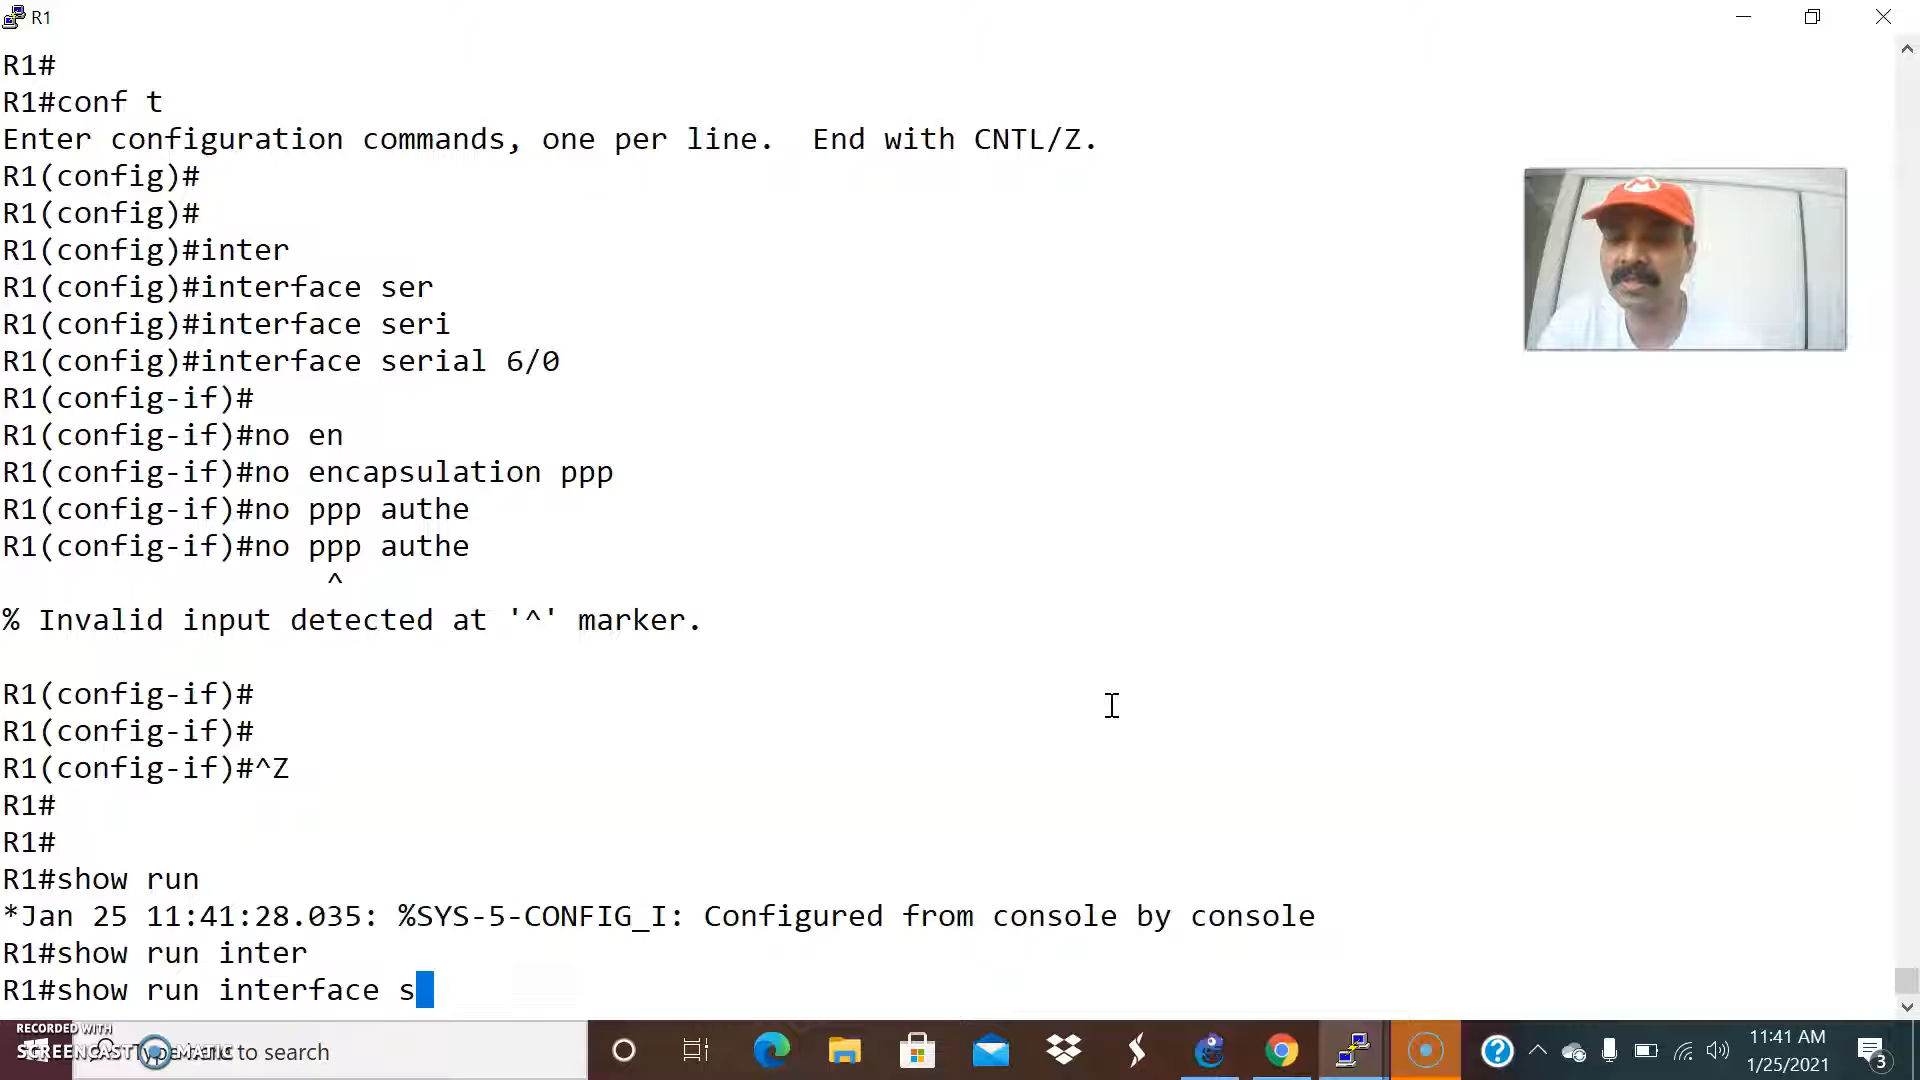 R1
R1#
R1#conf t
Enter configuration commands, one per line.  End with CNTL/Z.
R1(config)#
R1(config)#
R1(config)#inter
R1(config)#interface ser
R1(config)#interface seri
R1(config)#interface serial 6/0
R1(config-if)#
R1(config-if)#no en
R1(config-if)#no encapsulation ppp
R1(config-if)#no ppp authe
R1(config-if)#no ppp authe
^
% Invalid input detected at '^' marker.
R1(config-if)#
R1(config-if)#
R1(config-if)#^Z
R1#
R1#
R1#show run
*Jan 25 11:41:28.035: %SYS-5-CONFIG_I: Configured from console by console
R1#show run inter
R1#show run interface s
RECORDED WITH
SCREENCAST MATIC
to search
11:41 AM
1/25/2021
3